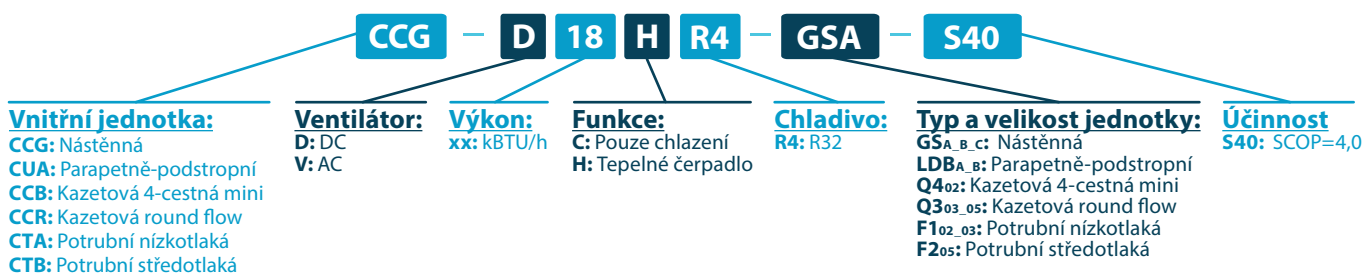 CCG – D 18 H R4 – GSA – S40
Vnitřní jednotka:
CCG: Nástěnná
CUA: Parapetně-podstropní
CCB: Kazetová 4-cestná mini
CCR: Kazetová round flow
CTA: Potrubní nízkotlaká
CTB: Potrubní středotlaká
Ventilátor:
D: DC
V: AC
Výkon:
xx: kBTU/h
Funkce:
C: Pouze chlazení
H: Tepelné čerpadlo
Chladivo:
R4: R32
Typ a velikost jednotky:
GSA_B_C: Nástěnná
LDBA_B: Parapetně-podstropní
Q402: Kazetová 4-cestná mini
Q303_05: Kazetová round flow
F102_03: Potrubní nízkotlaká
F205: Potrubní středotlaká
Účinnost
S40: SCOP=4,0